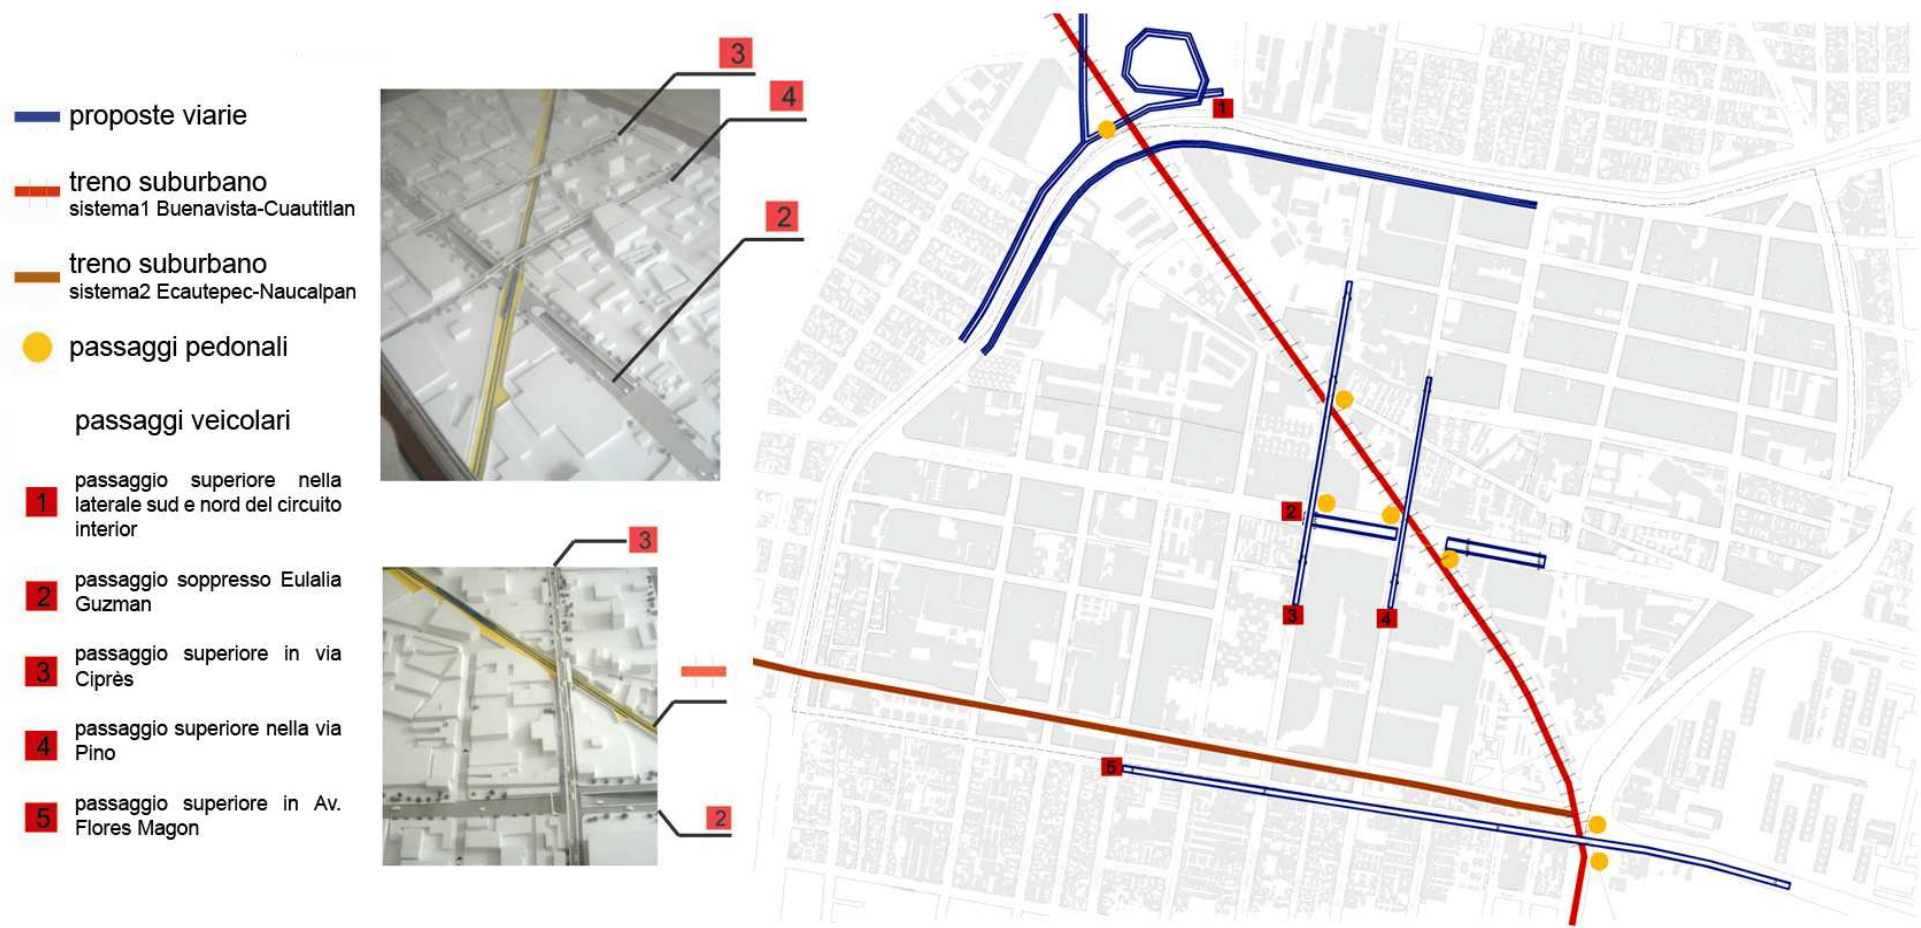 proposte viarie
treno suburbano
sistema1 Buenavista-Cuautitlan
treno suburbano
sistema2 Ecautepec-Naucalpan
passaggi pedonali
passaggi veicolari
1
passaggio superiore nella
laterale sud e nord del circuito
interior
2
passaggio soppresso Eulalia
Guzman
3
passaggio superiore in via
Ciprès
4
passaggio superiore nella via
Pino
5
passaggio superiore in Av.
Flores Magon
3
4
2
3
2
1
2
3
4
5